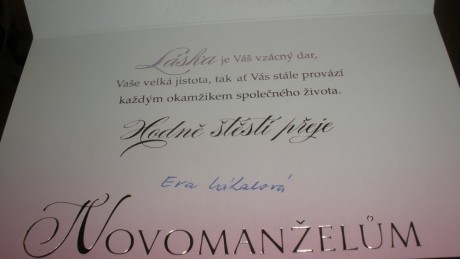 Láska je Váš vzácný dar,
Vaše velká jistota, tak ať Vás stále provází
každým okamžikem společného života.
Hodně štěstí přeje
Eva
NOVOMANŽELŮM